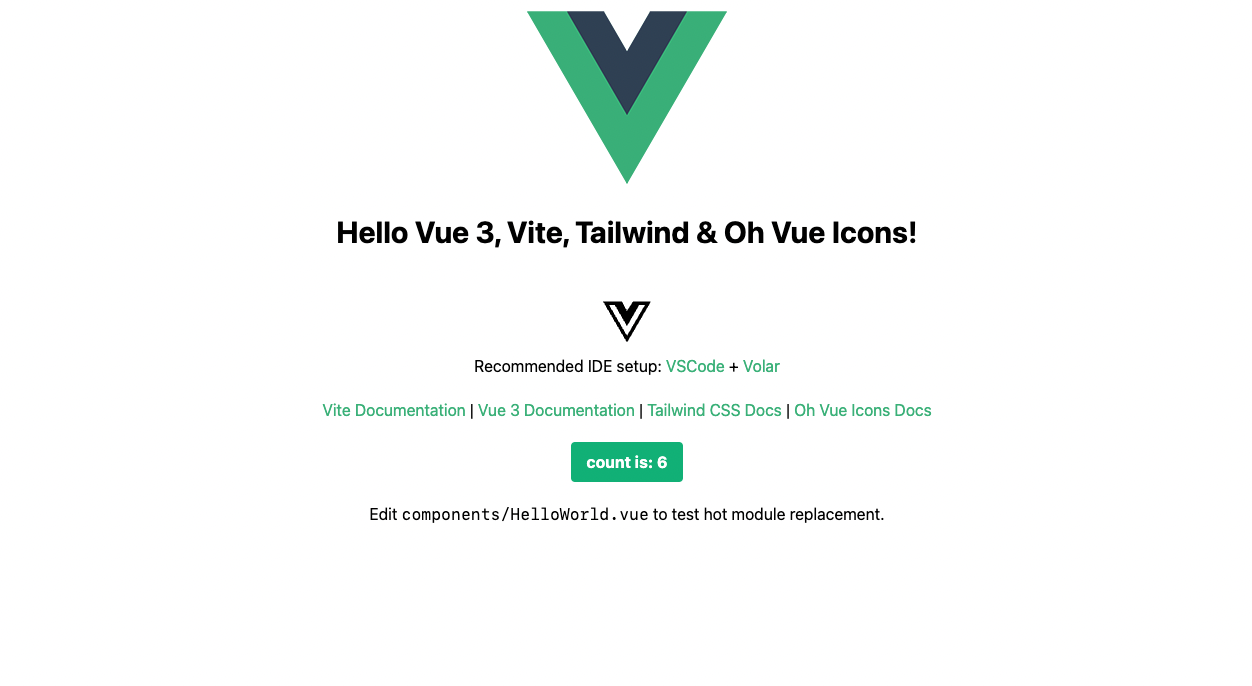 Hello Vue 3, Vite, Tailwind & Oh Vue Icons!
Recommended IDE setup: VSCode + Volar
Vite Documentation | Vue 3 Documentation | Tailwind CSS Docs | Oh Vue Icons Docs
count is: 6
Edit components/HelloWorld.vue to test hot module replacement.